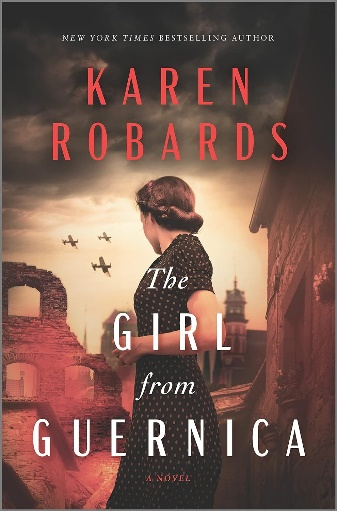 NEW YORK TIMES BESTSELLING AUTHOR
KAREN
ROBARDS
The
GIRL
from
GUERNICA
A NOVEL